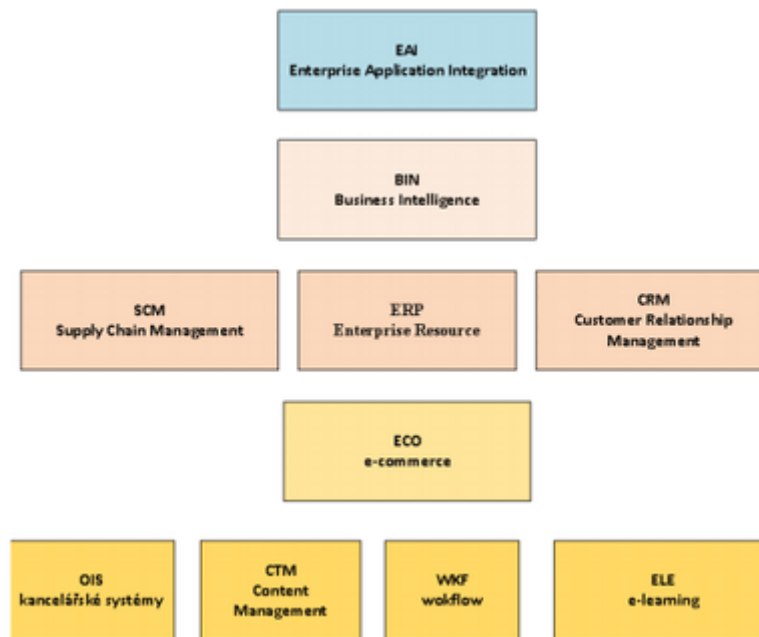 EAI
Enterprise Application Integration
BIN
Business Intelligence
SCM
Supply Chain Management
ERP
Enterprise Resource
CRM
Customer Relationship
Management
ECO
e-commerce
OIS
kancelářské systémy
CTM
Content
Management
WKF
wokflow
ELE
e-learning